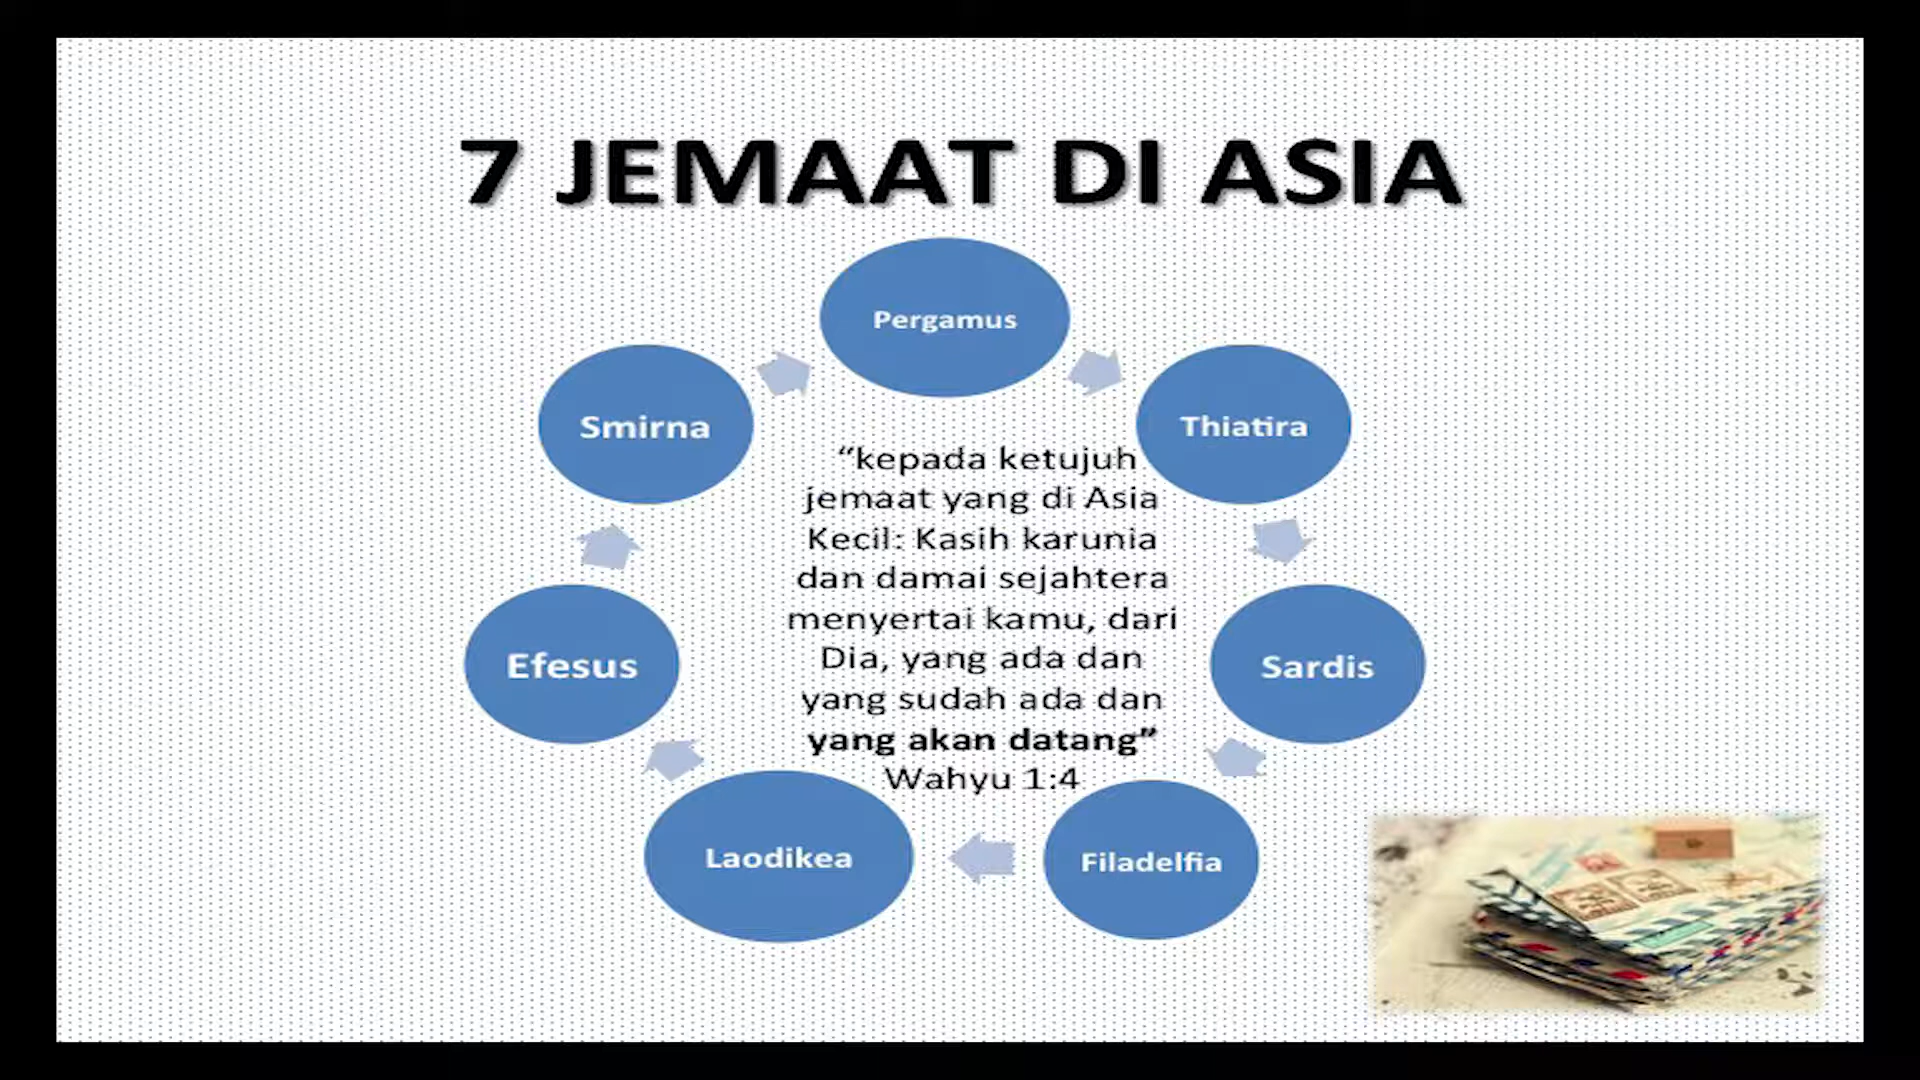 7 JEMAAT DI ASIA
Pergamus
Smirna
Thiatira
“kepada ketujuh
jemaat yang di Asia
Kecil: Kasih karunia
dan damai sejahtera
menyertai kamu, dari
Dia, yang ada dan
yang sudah ada dan
yang akan datang”
Wahyu 1:4
Efesus
Sardis
Laodikea
Filadelfia